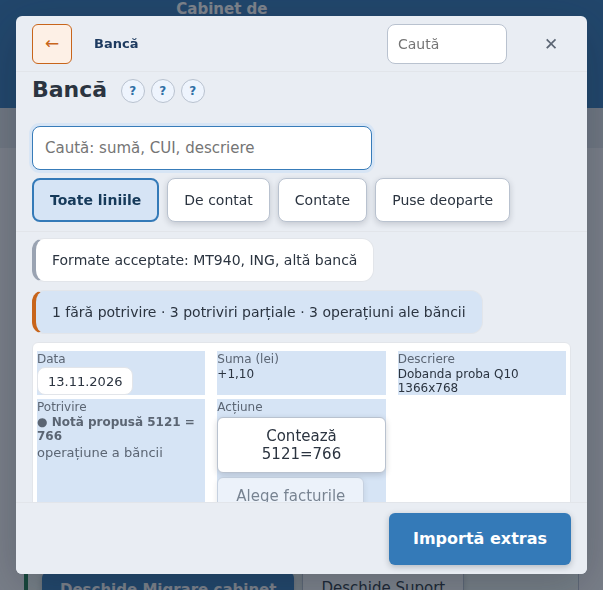 Cabinet de
←
Bancă
Caută
✕
Bancă ? ? ?
Caută: sumă, CUI, descriere
Toate liniile
De contat
Contate
Puse deoparte
Formate acceptate: MT940, ING, altă bancă
1 fără potrivire · 3 potriviri parțiale · 3 operațiuni ale băncii
Data
13.11.2026
Suma (lei)
+1,10
Descriere
Dobanda proba Q10
1366x768
Potrivire
● Notă propusă 5121 =
766
operațiune a băncii
Acțiune
Contează
5121=766
Alege facturile
Importă extras
Deschide Migrare cabinet
Deschide Suport